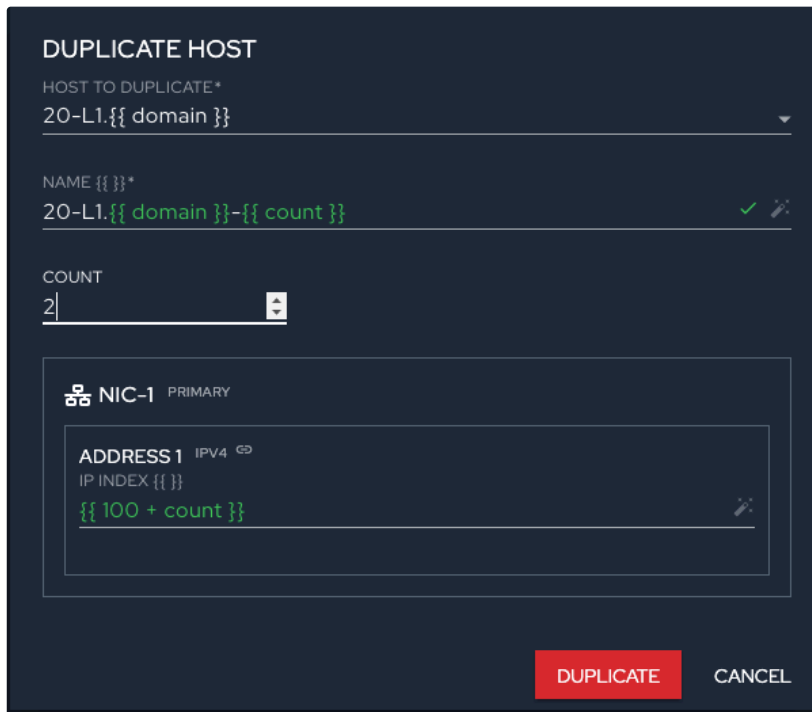 DUPLICATE HOST
HOST TO DUPLICATE*
20-L1.{{ domain }}
NAME {{ }}*
20-L1.{{ domain }}-{{ count }}
COUNT
2
NIC-1 PRIMARY
ADDRESS 1 IPV4
IP INDEX {{ }}
{{ 100 + count }}
DUPLICATE CANCEL